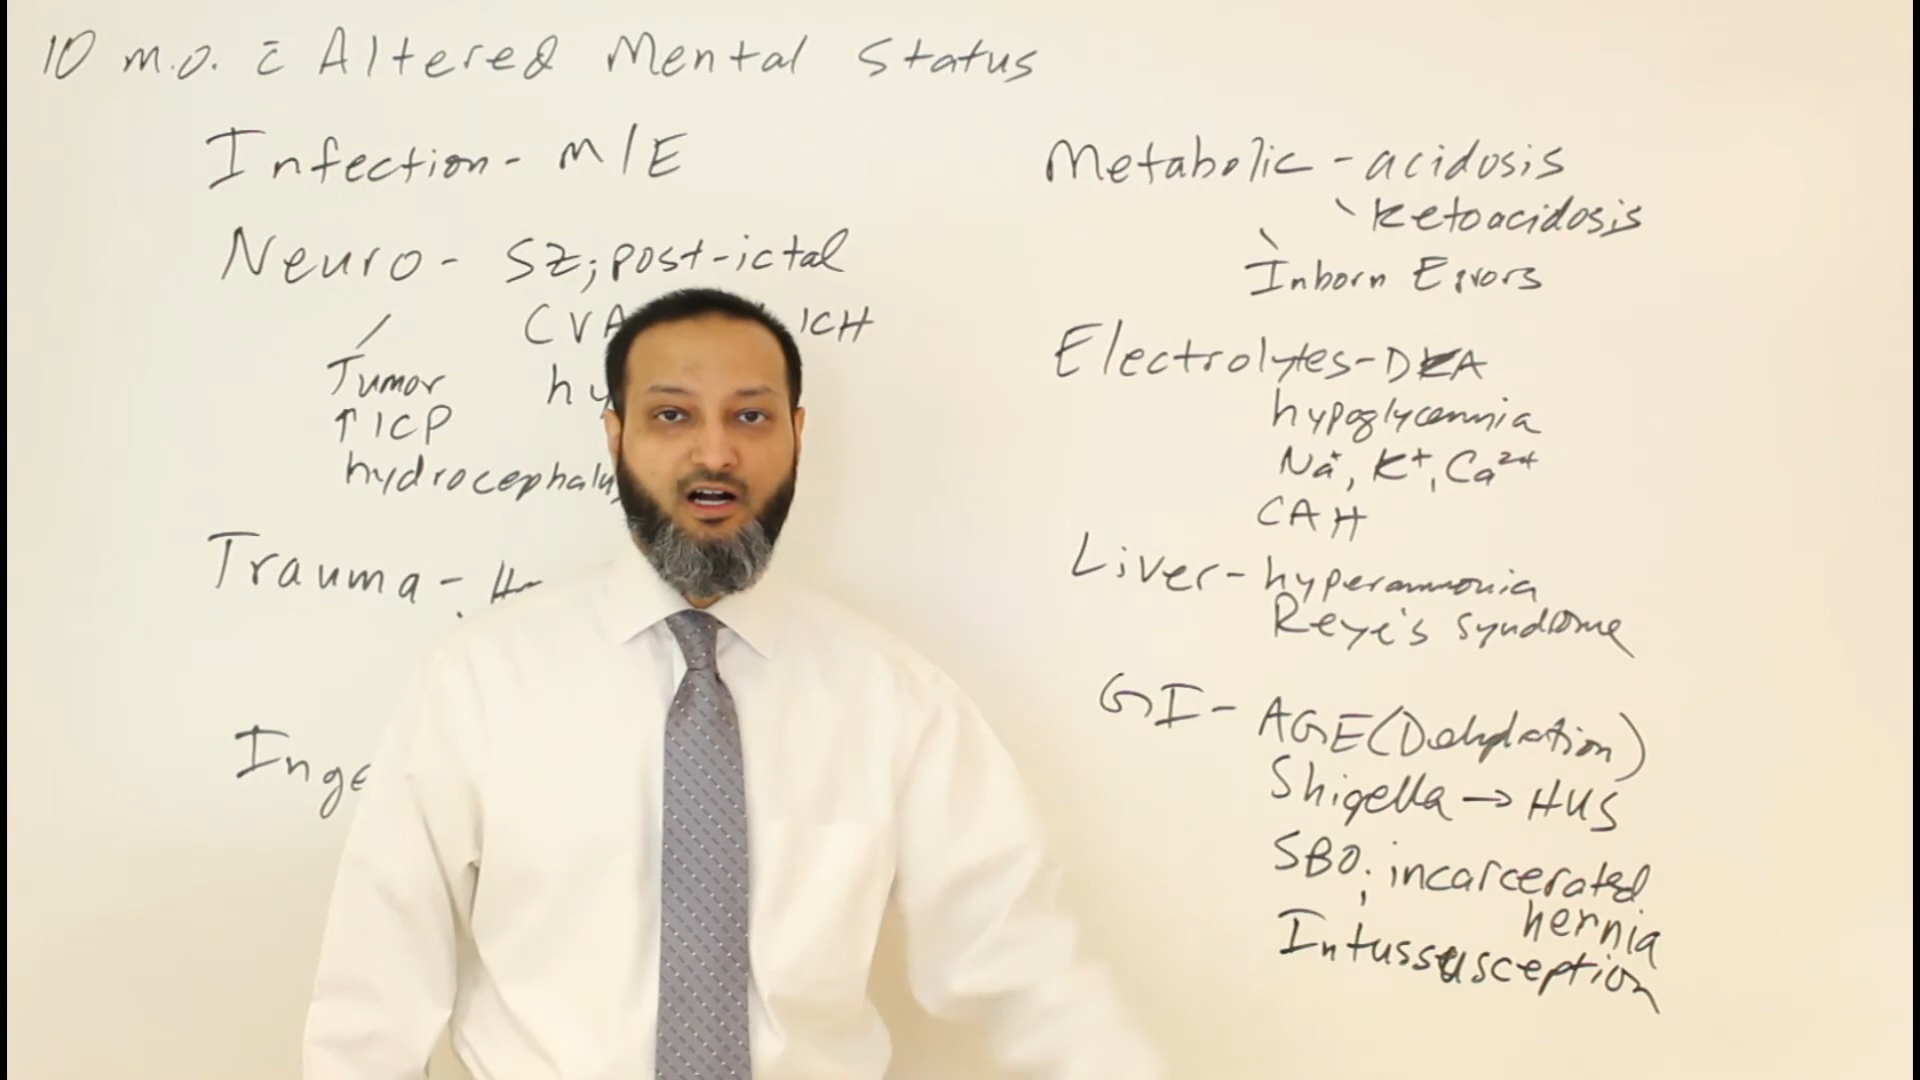 10 m.o. c̄ Altered Mental Status
Infection - M/E
Neuro - SZ; post-ictal
CVA ICH
Tumor
↑ICP
hydrocephalus
Trauma -
Metabolic - acidosis
ketoacidosis
Inborn Errors
Electrolytes - DKA
hypoglycemia
Na⁺, K⁺, Ca²⁺
CAH
Liver - hyperammonia
Reye's syndrome
GI - AGE (Dehydration)
Shigella → HUS
SBO; incarcerated
hernia
Intussusception